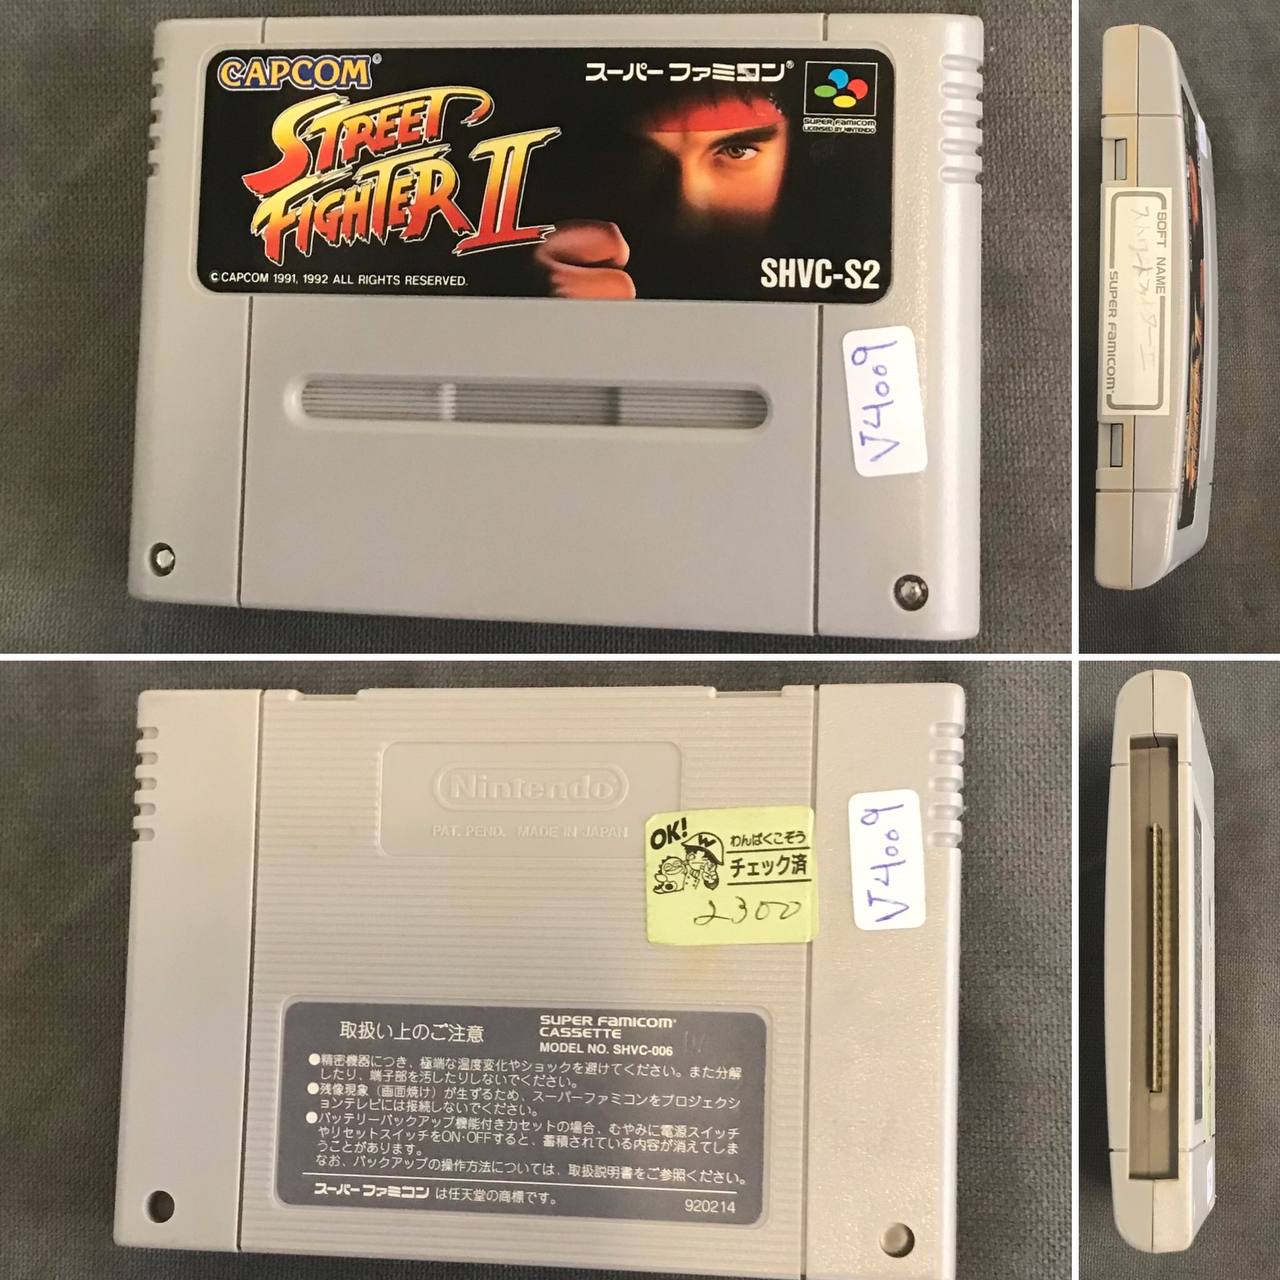 CAPCOM®
スーパーファミコン®
STREET
FIGHTER II
SUPER FAMICOM
LICENSED BY NINTENDO
© CAPCOM 1991, 1992 ALL RIGHTS RESERVED.
SHVC-S2
V4009
SOFT NAME
SUPER FAMICOM
Nintendo
PAT. PEND. MADE IN JAPAN
OK!
わんぱくこぞう
チェック済
2300
V4009
取扱い上のご注意
SUPER FAMICOM
CASSETTE
MODEL NO. SHVC-006
●精密機器につき、極端な温度変化やショックを避けてください。また分解
したり、端子部を汚したりしないでください。
●残像現象（画面焼け）が生ずるため、スーパーファミコンをプロジェクシ
ョンテレビには接続しないでください。
●バッテリーバックアップ機能付きカセットの場合、むやみに電源スイッチ
やリセットスイッチをON·OFFすると、蓄積されている内容が消えてしま
うことがあります。
なお、バックアップの操作方法については、取扱説明書をご参照ください。
スーパーファミコン は任天堂の商標です。
920214